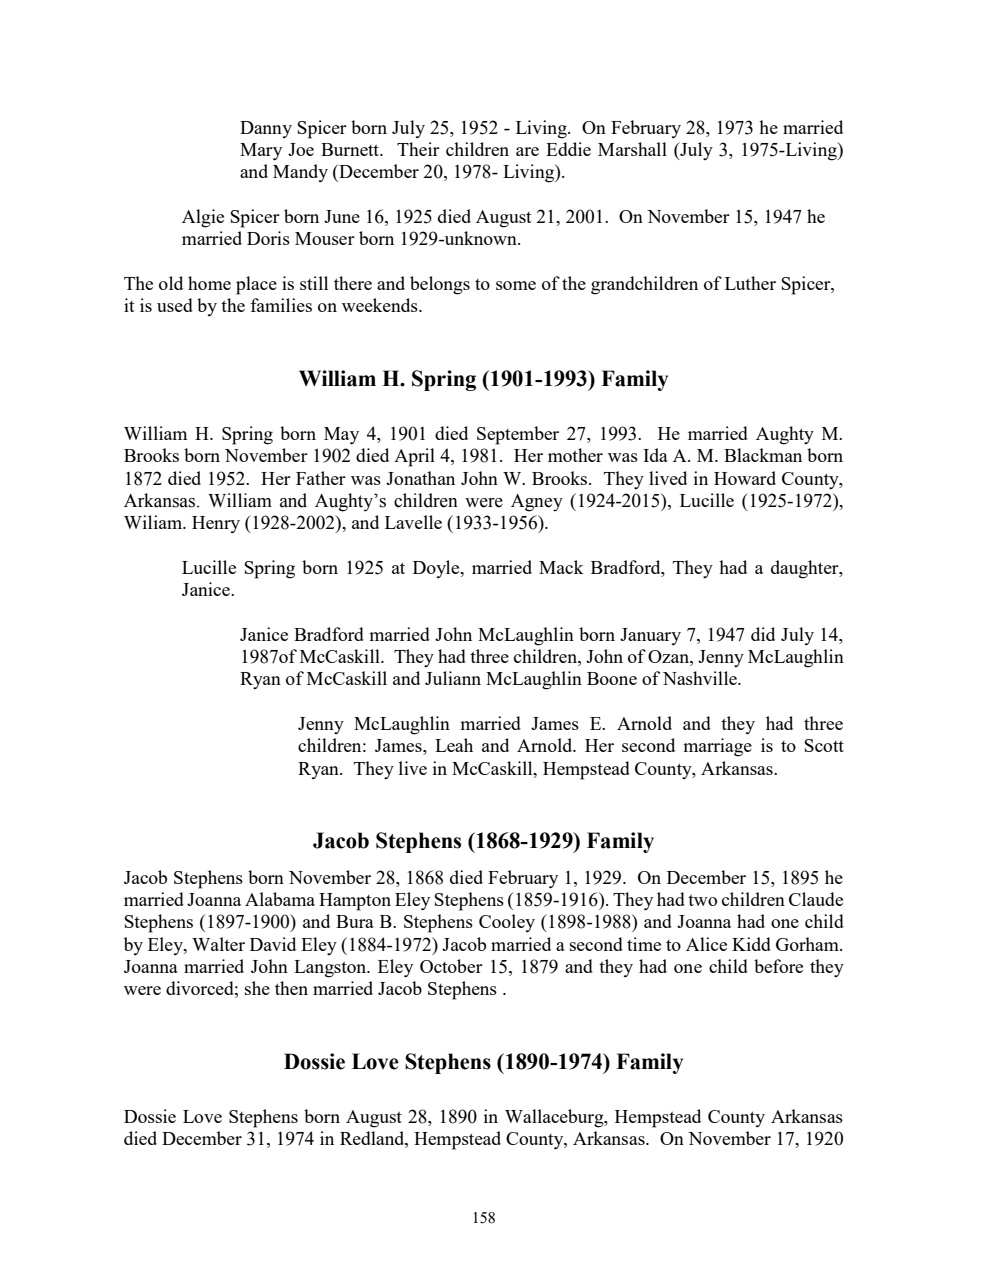 Danny Spicer born July 25, 1952 - Living.  On February 28, 1973 he married
Mary Joe Burnett.  Their children are Eddie Marshall (July 3, 1975-Living)
and Mandy (December 20, 1978- Living).
Algie Spicer born June 16, 1925 died August 21, 2001.  On November 15, 1947 he
married Doris Mouser born 1929-unknown.
The old home place is still there and belongs to some of the grandchildren of Luther Spicer,
it is used by the families on weekends.
William H. Spring (1901-1993) Family
William H. Spring born May 4, 1901 died September 27, 1993.  He married Aughty M.
Brooks born November 1902 died April 4, 1981.  Her mother was Ida A. M. Blackman born
1872 died 1952.  Her Father was Jonathan John W. Brooks.  They lived in Howard County,
Arkansas. William and Aughty’s children were Agney (1924-2015), Lucille (1925-1972),
Wiliam. Henry (1928-2002), and Lavelle (1933-1956).
Lucille Spring born 1925 at Doyle, married Mack Bradford, They had a daughter,
Janice.
Janice Bradford married John McLaughlin born January 7, 1947 did July 14,
1987of McCaskill.  They had three children, John of Ozan, Jenny McLaughlin
Ryan of McCaskill and Juliann McLaughlin Boone of Nashville.
Jenny McLaughlin married James E. Arnold and they had three
children: James, Leah and Arnold. Her second marriage is to Scott
Ryan.  They live in McCaskill, Hempstead County, Arkansas.
Jacob Stephens (1868-1929) Family
Jacob Stephens born November 28, 1868 died February 1, 1929.  On December 15, 1895 he
married Joanna Alabama Hampton Eley Stephens (1859-1916). They had two children Claude
Stephens (1897-1900) and Bura B. Stephens Cooley (1898-1988) and Joanna had one child
by Eley, Walter David Eley (1884-1972) Jacob married a second time to Alice Kidd Gorham.
Joanna married John Langston. Eley October 15, 1879 and they had one child before they
were divorced; she then married Jacob Stephens .
Dossie Love Stephens (1890-1974) Family
Dossie Love Stephens born August 28, 1890 in Wallaceburg, Hempstead County Arkansas
died December 31, 1974 in Redland, Hempstead County, Arkansas.  On November 17, 1920
158